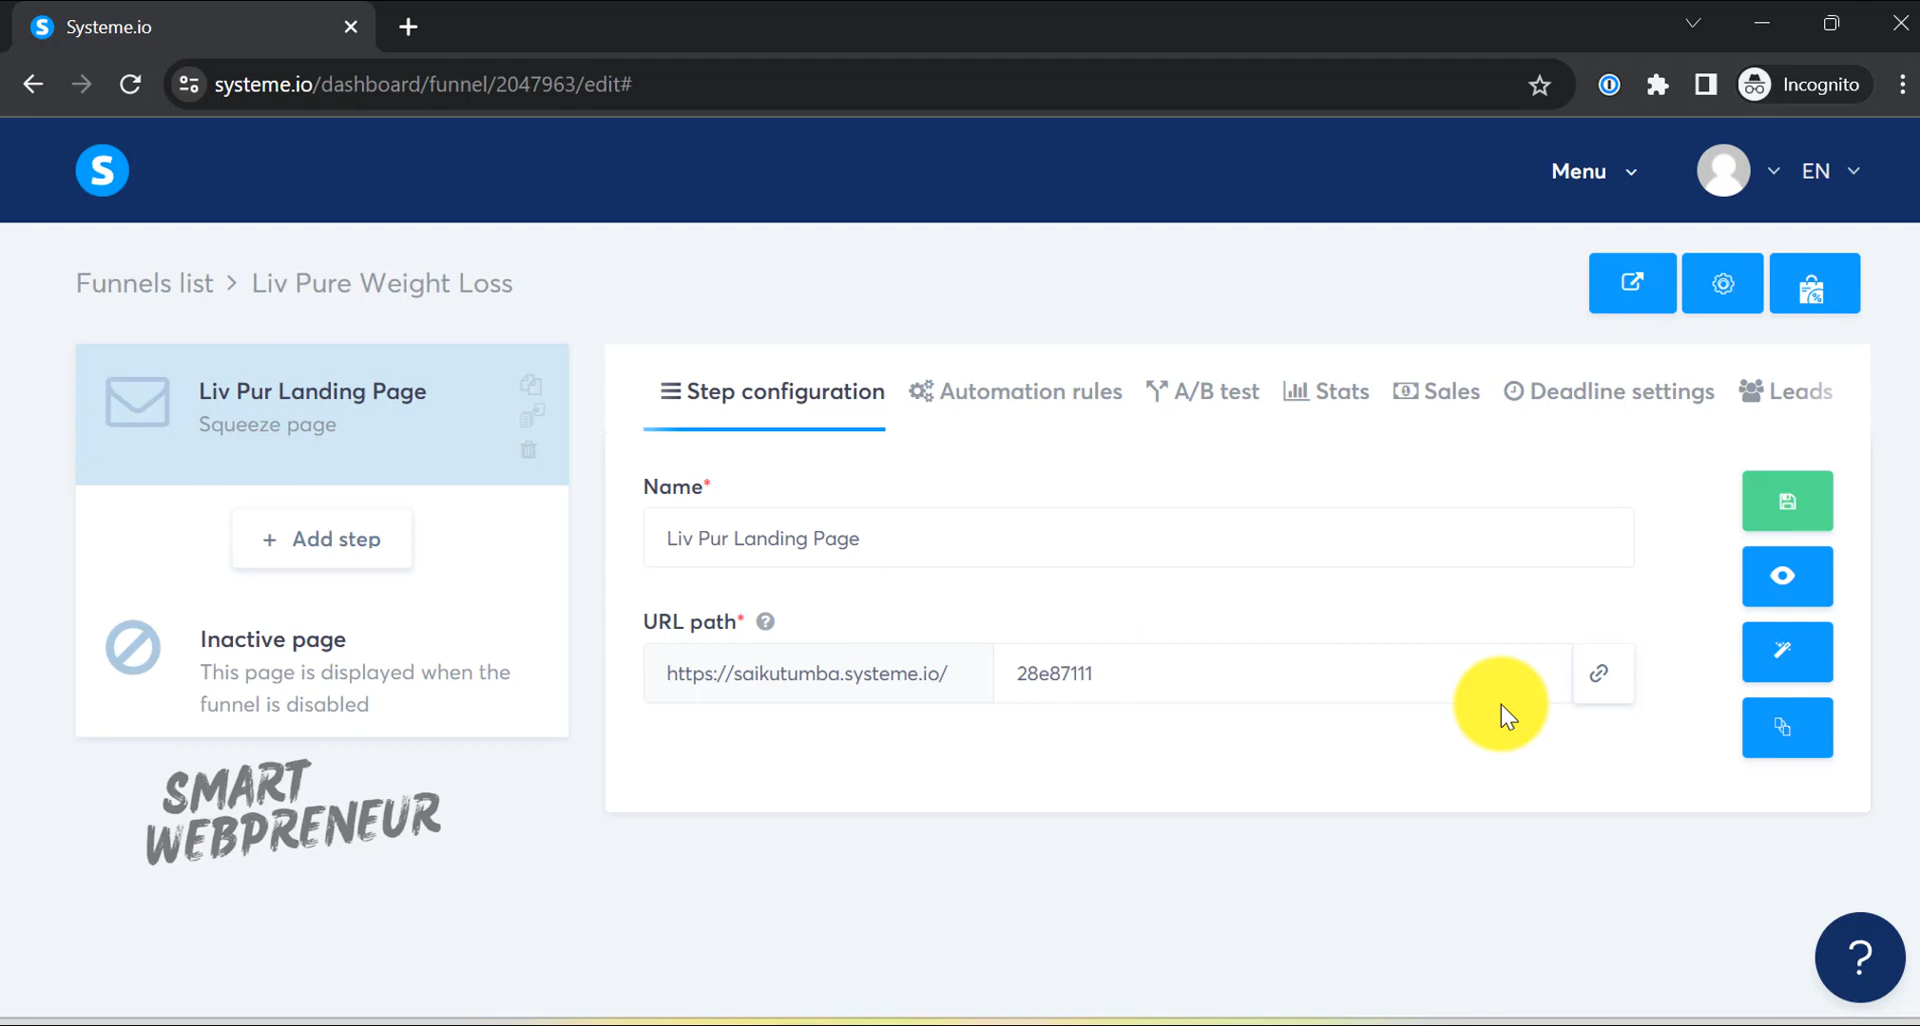 Systeme.io
systeme.io/dashboard/funnel/2047963/edit#
Incognito
S
Menu
EN
Funnels list > Liv Pure Weight Loss
Liv Pur Landing Page
Squeeze page
+ Add step
Inactive page
This page is displayed when the
funnel is disabled
SMART
WEBPRENEUR
Step configuration
Automation rules
A/B test
Stats
Sales
Deadline settings
Leads
Name*
Liv Pur Landing Page
URL path* ?
https://saikutumba.systeme.io/
28e87111
?